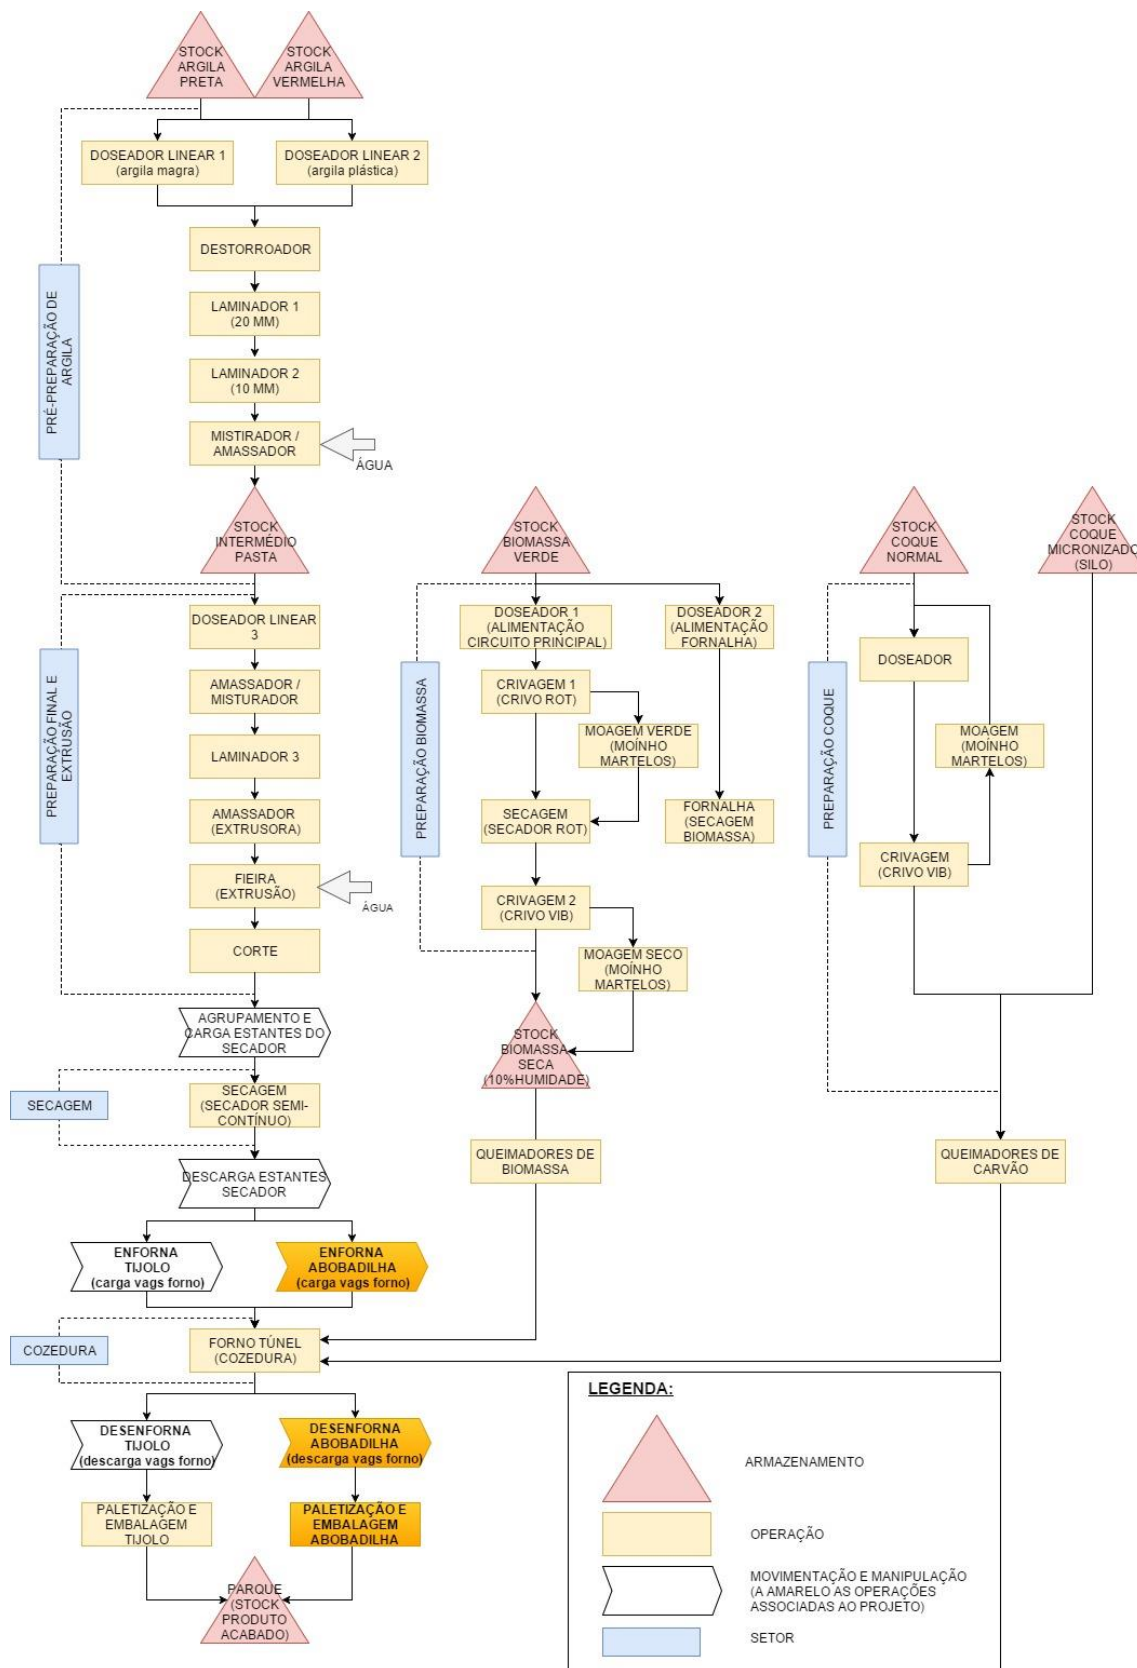 STOCK
ARGILA
PRETA
STOCK
ARGILA
VERMELHA
DOSEADOR LINEAR 1
(argila magra)
DOSEADOR LINEAR 2
(argila plástica)
DESTORROADOR
LAMINADOR 1
(20 MM)
LAMINADOR 2
(10 MM)
MISTIRADOR /
AMASSADOR
ÁGUA
PRÉ-PREPARAÇÃO DE
ARGILA
STOCK
INTERMÉDIO
PASTA
DOSEADOR LINEAR
3
AMASSADOR /
MISTURADOR
LAMINADOR 3
AMASSADOR
(EXTRUSORA)
FIEIRA
(EXTRUSÃO)
ÁGUA
CORTE
PREPARAÇÃO FINAL E
EXTRUSÃO
AGRUPAMENTO E
CARGA ESTANTES DO
SECADOR
SECAGEM
SECAGEM
(SECADOR SEMI-
CONTÍNUO)
DESCARGA ESTANTES
SECADOR
ENFORNA
TIJOLO
(carga vags forno)
ENFORNA
ABOBADILHA
(carga vags forno)
COZEDURA
FORNO TÚNEL
(COZEDURA)
DESENFORNA
TIJOLO
(descarga vags forno)
DESENFORNA
ABOBADILHA
(descarga vags forno)
PALETIZAÇÃO E
EMBALAGEM
TIJOLO
PALETIZAÇÃO E
EMBALAGEM
ABOBADILHA
PARQUE
(STOCK
PRODUTO
ACABADO)
STOCK
BIOMASSA
VERDE
DOSEADOR 1
(ALIMENTAÇÃO
CIRCUITO PRINCIPAL)
DOSEADOR 2
(ALIMENTAÇÃO
FORNALHA)
CRIVAGEM 1
(CRIVO ROT)
MOAGEM VERDE
(MOÍNHO
MARTELOS)
SECAGEM
(SECADOR ROT)
FORNALHA
(SECAGEM
BIOMASSA)
CRIVAGEM 2
(CRIVO VIB)
MOAGEM SECO
(MOÍNHO
MARTELOS)
PREPARAÇÃO BIOMASSA
STOCK
BIOMASSA
SECA
(10%HUMIDADE)
QUEIMADORES DE
BIOMASSA
STOCK
COQUE
NORMAL
STOCK
COQUE
MICRONIZADO
(SILO)
DOSEADOR
MOAGEM
(MOÍNHO
MARTELOS)
CRIVAGEM
(CRIVO VIB)
PREPARAÇÃO COQUE
QUEIMADORES DE
CARVÃO
LEGENDA:
ARMAZENAMENTO
OPERAÇÃO
MOVIMENTAÇÃO E MANIPULAÇÃO
(A AMARELO AS OPERAÇÕES
ASSOCIADAS AO PROJETO)
SETOR